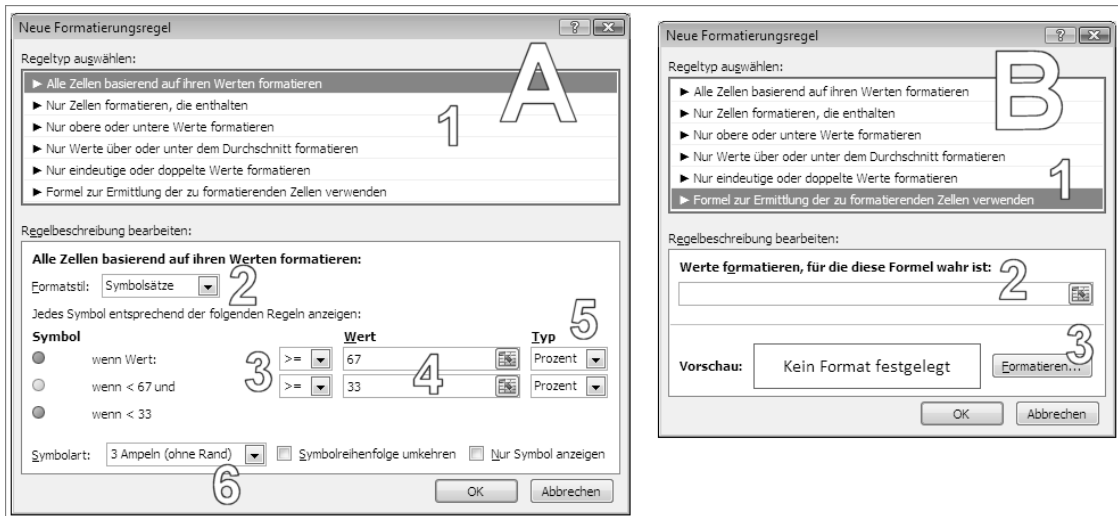 Neue Formatierungsregel
Regeltyp auswählen:
A
► Alle Zellen basierend auf ihren Werten formatieren
► Nur Zellen formatieren, die enthalten
► Nur obere oder untere Werte formatieren
► Nur Werte über oder unter dem Durchschnitt formatieren
► Nur eindeutige oder doppelte Werte formatieren
► Formel zur Ermittlung der zu formatierenden Zellen verwenden
1
Regelbeschreibung bearbeiten:
Alle Zellen basierend auf ihren Werten formatieren:
Formatstil: Symbolsätze 2
Jedes Symbol entsprechend der folgenden Regeln anzeigen:
5
Symbol Wert Typ
wenn Wert: >= 67 Prozent
3 4
wenn < 67 und >= 33 Prozent
wenn < 33
Symbolart: 3 Ampeln (ohne Rand) Symbolreihenfolge umkehren Nur Symbol anzeigen
6
OK Abbrechen
Neue Formatierungsregel
Regeltyp auswählen:
B
► Alle Zellen basierend auf ihren Werten formatieren
► Nur Zellen formatieren, die enthalten
► Nur obere oder untere Werte formatieren
► Nur Werte über oder unter dem Durchschnitt formatieren
► Nur eindeutige oder doppelte Werte formatieren
► Formel zur Ermittlung der zu formatierenden Zellen verwenden
1
Regelbeschreibung bearbeiten:
Werte formatieren, für die diese Formel wahr ist:
2
3
Vorschau: Kein Format festgelegt Formatieren...
OK Abbrechen